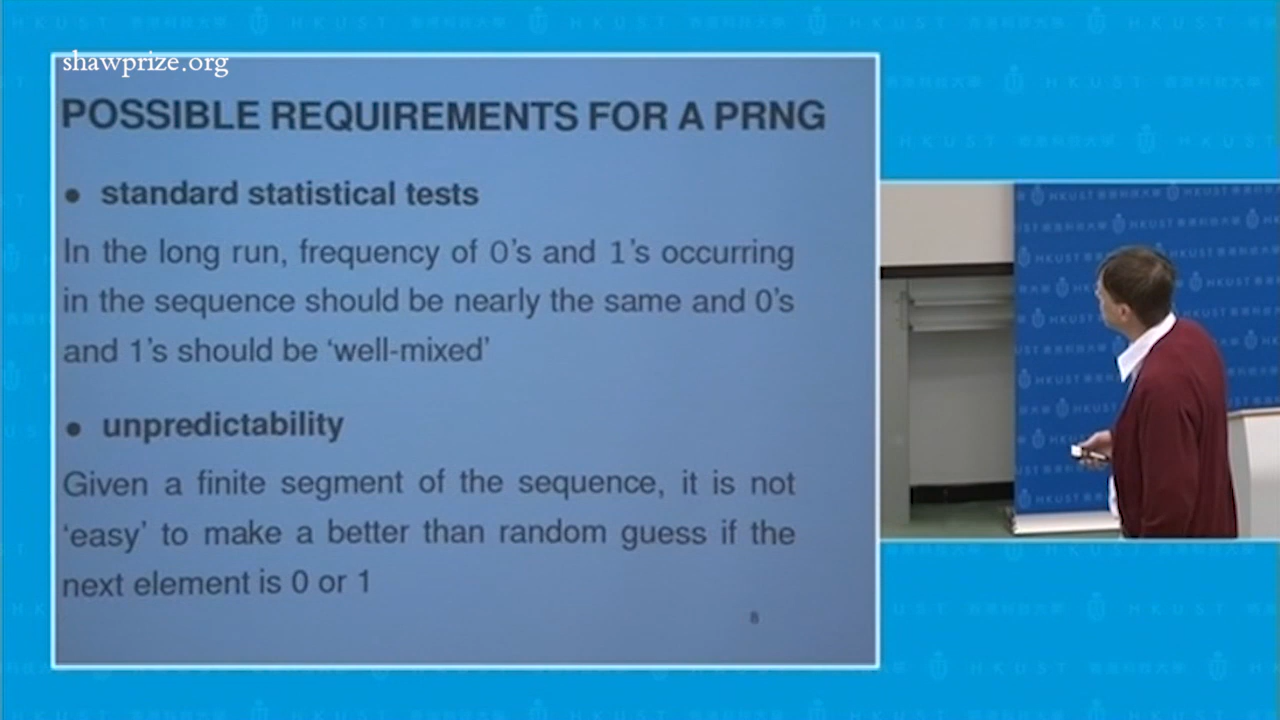 shawprize.org
POSSIBLE REQUIREMENTS FOR A PRNG
• standard statistical tests
In the long run, frequency of 0's and 1's occurring
in the sequence should be nearly the same and 0's
and 1's should be 'well-mixed'
• unpredictability
Given a finite segment of the sequence, it is not
'easy' to make a better than random guess if the
next element is 0 or 1
8
HKUST